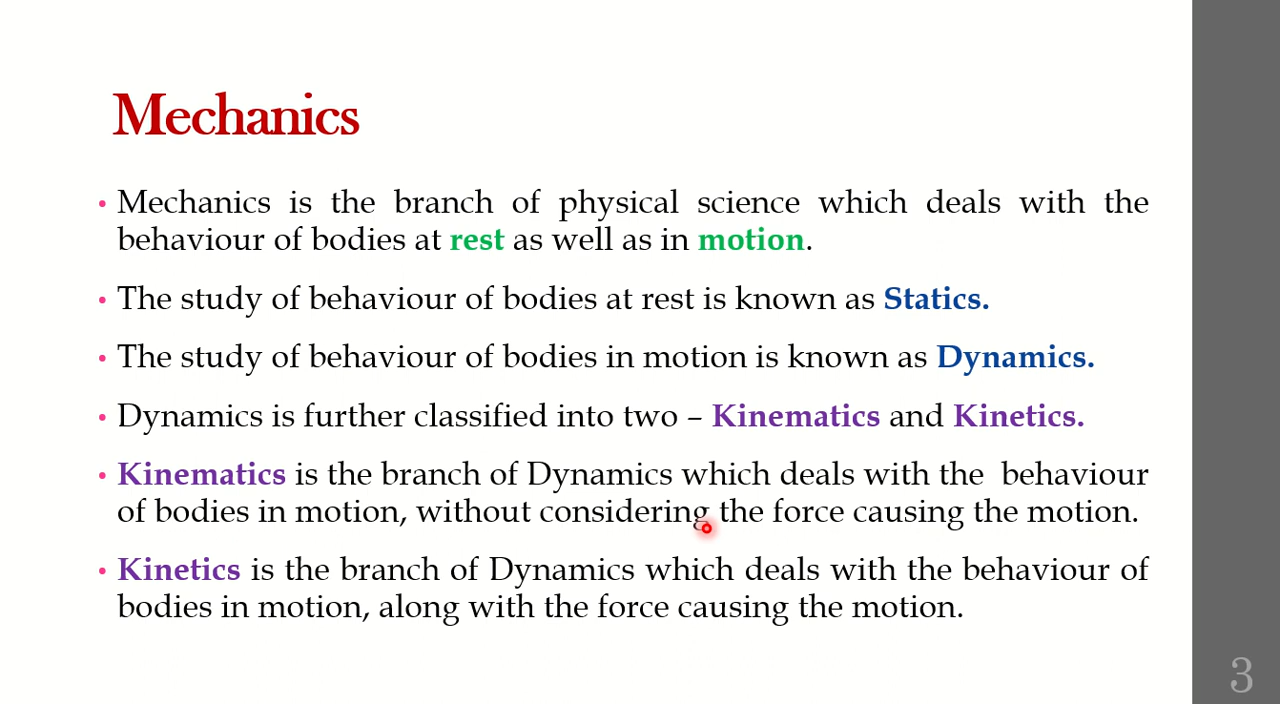 Mechanics
• Mechanics is the branch of physical science which deals with the
behaviour of bodies at rest as well as in motion.
• The study of behaviour of bodies at rest is known as Statics.
• The study of behaviour of bodies in motion is known as Dynamics.
• Dynamics is further classified into two – Kinematics and Kinetics.
• Kinematics is the branch of Dynamics which deals with the behaviour
of bodies in motion, without considering the force causing the motion.
• Kinetics is the branch of Dynamics which deals with the behaviour of
bodies in motion, along with the force causing the motion.
3